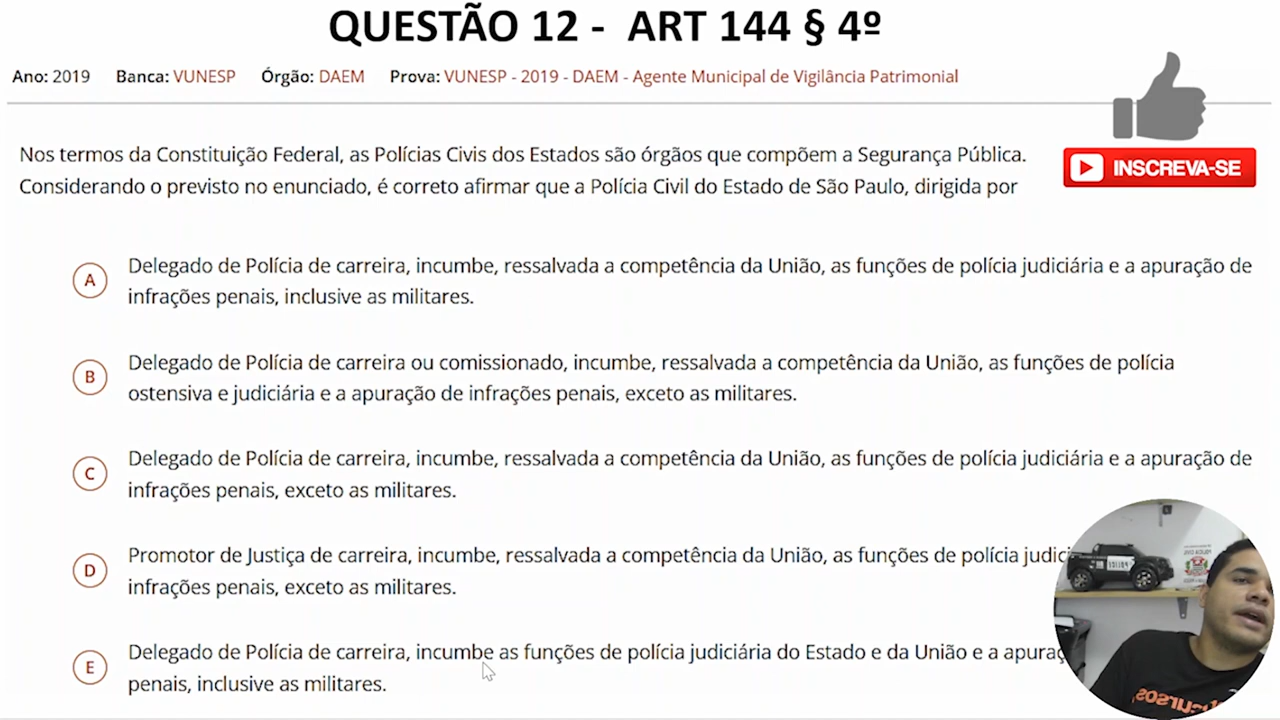 QUESTÃO 12 - ART 144 § 4º
Ano: 2019 Banca: VUNESP Órgão: DAEM Prova: VUNESP - 2019 - DAEM - Agente Municipal de Vigilância Patrimonial
Nos termos da Constituição Federal, as Polícias Civis dos Estados são órgãos que compõem a Segurança Pública.
Considerando o previsto no enunciado, é correto afirmar que a Polícia Civil do Estado de São Paulo, dirigida por
INSCREVA-SE
A Delegado de Polícia de carreira, incumbe, ressalvada a competência da União, as funções de polícia judiciária e a apuração de
infrações penais, inclusive as militares.
B Delegado de Polícia de carreira ou comissionado, incumbe, ressalvada a competência da União, as funções de polícia
ostensiva e judiciária e a apuração de infrações penais, exceto as militares.
C Delegado de Polícia de carreira, incumbe, ressalvada a competência da União, as funções de polícia judiciária e a apuração de
infrações penais, exceto as militares.
D Promotor de Justiça de carreira, incumbe, ressalvada a competência da União, as funções de polícia
infrações penais, exceto as militares.
E Delegado de Polícia de carreira, incumbe as funções de polícia judiciária do Estado e da União e a
penais, inclusive as militares.